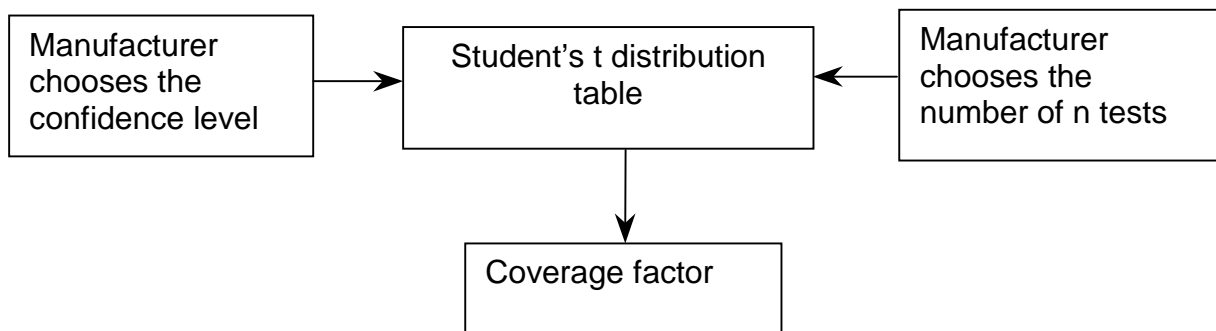 Manufacturer
chooses the
confidence level
Student’s t distribution
table
Manufacturer
chooses the
number of n tests
Coverage factor